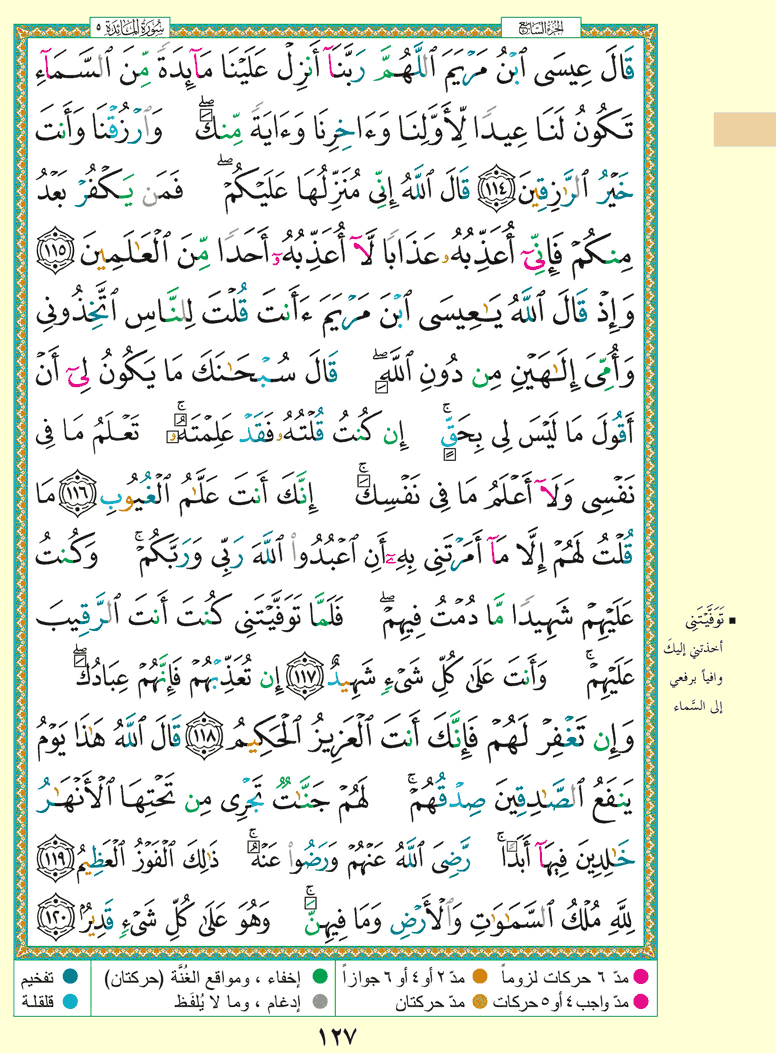 سُورَةُ المَائِدَة ٥
الجُزْءُ السَّابِع
قَالَ عِيسَى ٱبْنُ مَرْيَمَ ٱللَّهُمَّ رَبَّنَآ أَنزِلْ عَلَيْنَا مَآئِدَةً مِّنَ ٱلسَّمَآءِ
تَكُونُ لَنَا عِيدًا لِّأَوَّلِنَا وَءَاخِرِنَا وَءَايَةً مِّنكَ ۖ وَٱرْزُقْنَا وَأَنتَ
خَيْرُ ٱلرَّٰزِقِينَ ١١٤ قَالَ ٱللَّهُ إِنِّى مُنَزِّلُهَا عَلَيْكُمْ ۖ فَمَن يَكْفُرْ بَعْدُ
مِنكُمْ فَإِنِّىٓ أُعَذِّبُهُۥ عَذَابًا لَّآ أُعَذِّبُهُۥٓ أَحَدًا مِّنَ ٱلْعَٰلَمِينَ ١١٥
وَإِذْ قَالَ ٱللَّهُ يَٰعِيسَى ٱبْنَ مَرْيَمَ ءَأَنتَ قُلْتَ لِلنَّاسِ ٱتَّخِذُونِى
وَأُمِّىَ إِلَٰهَيْنِ مِن دُونِ ٱللَّهِ ۖ قَالَ سُبْحَٰنَكَ مَا يَكُونُ لِىٓ أَنْ
أَقُولَ مَا لَيْسَ لِى بِحَقٍّ ۚ إِن كُنتُ قُلْتُهُۥ فَقَدْ عَلِمْتَهُۥ ۚ تَعْلَمُ مَا فِى
نَفْسِى وَلَآ أَعْلَمُ مَا فِى نَفْسِكَ ۚ إِنَّكَ أَنتَ عَلَّٰمُ ٱلْغُيُوبِ ١١٦ مَا
قُلْتُ لَهُمْ إِلَّا مَآ أَمَرْتَنِى بِهِۦٓ أَنِ ٱعْبُدُوا۟ ٱللَّهَ رَبِّى وَرَبَّكُمْ ۚ وَكُنتُ
عَلَيْهِمْ شَهِيدًا مَّا دُمْتُ فِيهِمْ ۖ فَلَمَّا تَوَفَّيْتَنِى كُنتَ أَنتَ ٱلرَّقِيبَ
عَلَيْهِمْ ۚ وَأَنتَ عَلَىٰ كُلِّ شَىْءٍ شَهِيدٌ ١١٧ إِن تُعَذِّبْهُمْ فَإِنَّهُمْ عِبَادُكَ ۖ
وَإِن تَغْفِرْ لَهُمْ فَإِنَّكَ أَنتَ ٱلْعَزِيزُ ٱلْحَكِيمُ ١١٨ قَالَ ٱللَّهُ هَٰذَا يَوْمُ
يَنفَعُ ٱلصَّٰدِقِينَ صِدْقُهُمْ ۚ لَهُمْ جَنَّٰتٌ تَجْرِى مِن تَحْتِهَا ٱلْأَنْهَٰرُ
خَٰلِدِينَ فِيهَآ أَبَدًا ۚ رَّضِىَ ٱللَّهُ عَنْهُمْ وَرَضُوا۟ عَنْهُ ۚ ذَٰلِكَ ٱلْفَوْزُ ٱلْعَظِيمُ ١١٩
لِلَّهِ مُلْكُ ٱلسَّمَٰوَٰتِ وَٱلْأَرْضِ وَمَا فِيهِنَّ ۚ وَهُوَ عَلَىٰ كُلِّ شَىْءٍ قَدِيرٌۢ ١٢٠
▪ تَوَفَّيْتَنِى
أخذتني إليكَ
وافياً برفعي
إلى السَّماء
مدّ ٦ حركات لزوماً مدّ ٢ أو ٤ أو ٦ جوازاً إخفاء ، ومواقع الغُنَّة (حركتان) تفخيم
مدّ واجب ٤ أو ٥ حركات مدّ حركتان إدغام ، وما لا يُلفَظ قلقلة
١٢٧